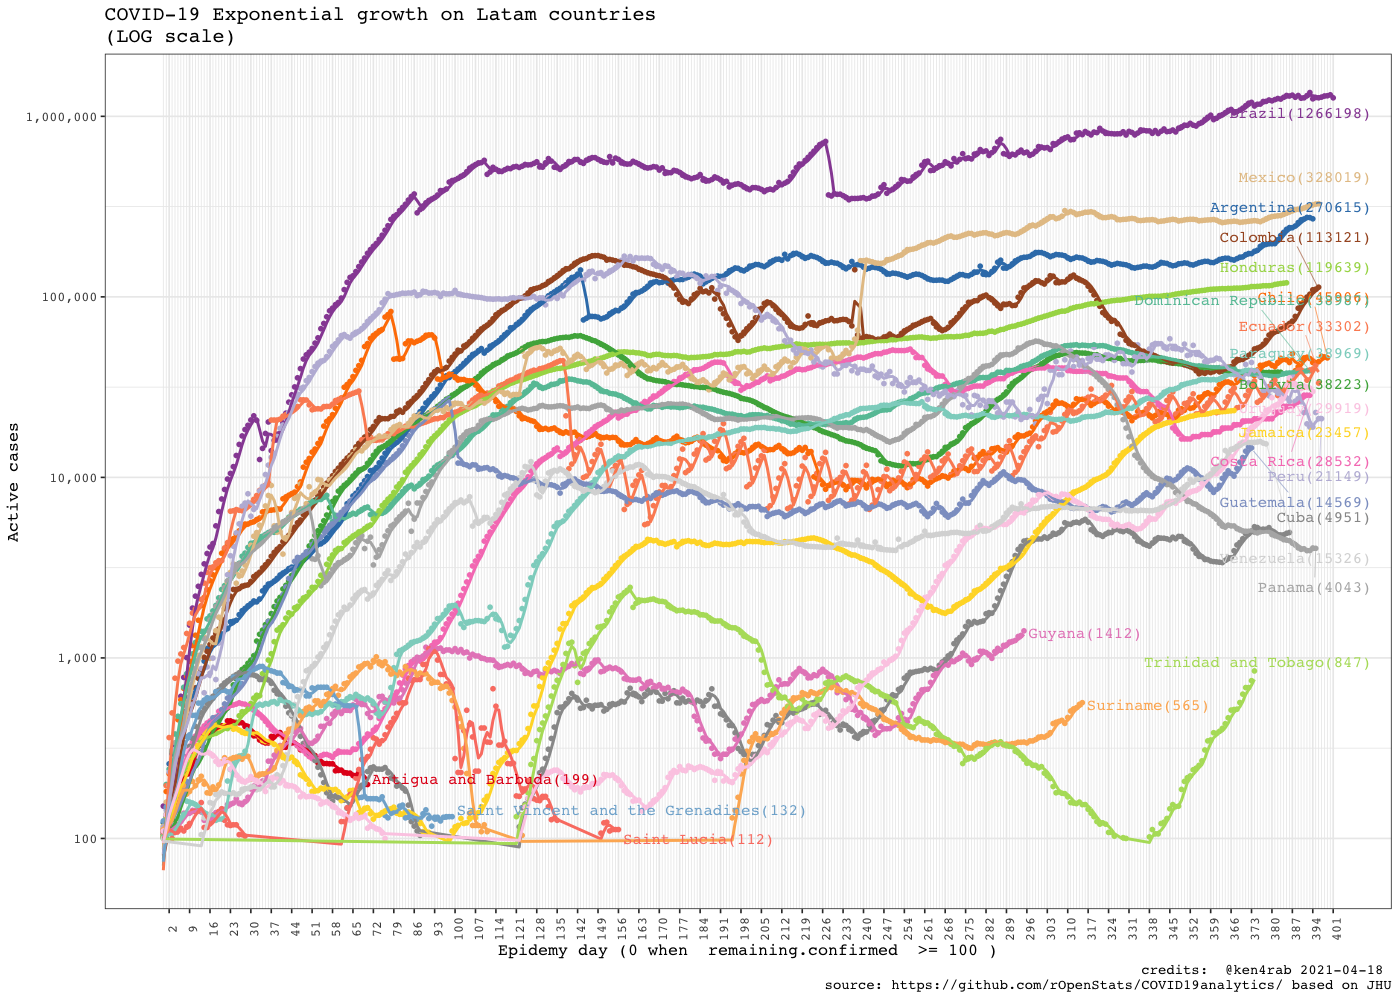 COVID-19 Exponential growth on Latam countries
(LOG scale)
Active cases
1,000,000
100,000
10,000
1,000
100
Brazil(1266198)
Mexico(328019)
Argentina(270615)
Colombia(113121)
Honduras(119639)
Chile(45006)
Dominican Republic(38987)
Ecuador(33302)
Bolivia(38223)
Jamaica(23457)
Costa Rica(28532)
Peru(21149)
Guatemala(14569)
Cuba(4951)
Venezuela(15326)
Panama(4043)
Guyana(1412)
Trinidad and Tobago(847)
Suriname(565)
Antigua and Barbuda(199)
Saint Vincent and the Grenadines(132)
Saint Lucia(112)
2 9 16 23 30 37 44 51 58 65 72 79 86 93 100 107 114 121 128 135 142 149 156 163 170 177 184 191 198 205 212 219 226 233 240 247 254 261 268 275 282 289 296 303 310 317 324 331 338 345 352 359 366 373 380 387 394 401
Epidemy day (0 when remaining.confirmed >= 100 )
credits: @ken4rab 2021-04-18
source: https://github.com/rOpenStats/COVID19analytics/ based on JHU